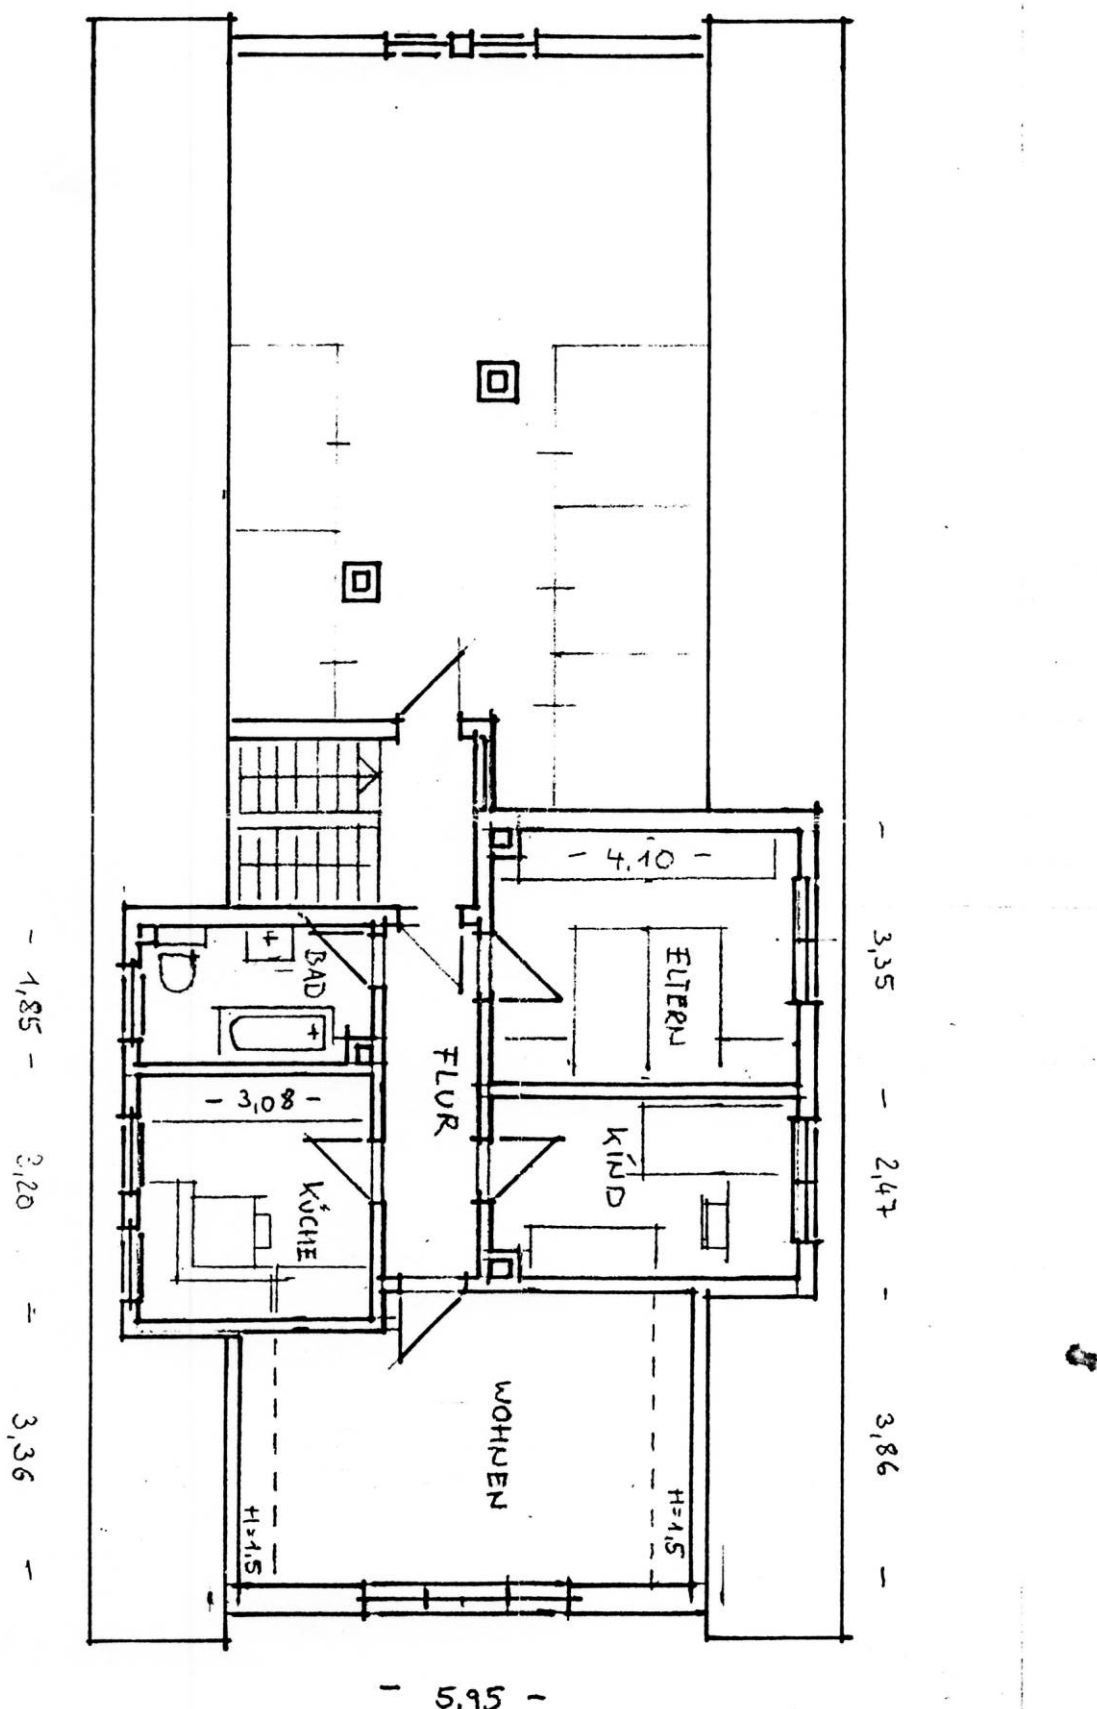 - 4,10 -
ELTERN
- 3,35 -
BAD
- 1,85 -
FLUR
- 3,08 -
KÜCHE
KIND
2,47 -
3,20
WOHNEN
3,86 -
3,36 -
H=1,5
H=1,5
- 5,95 -